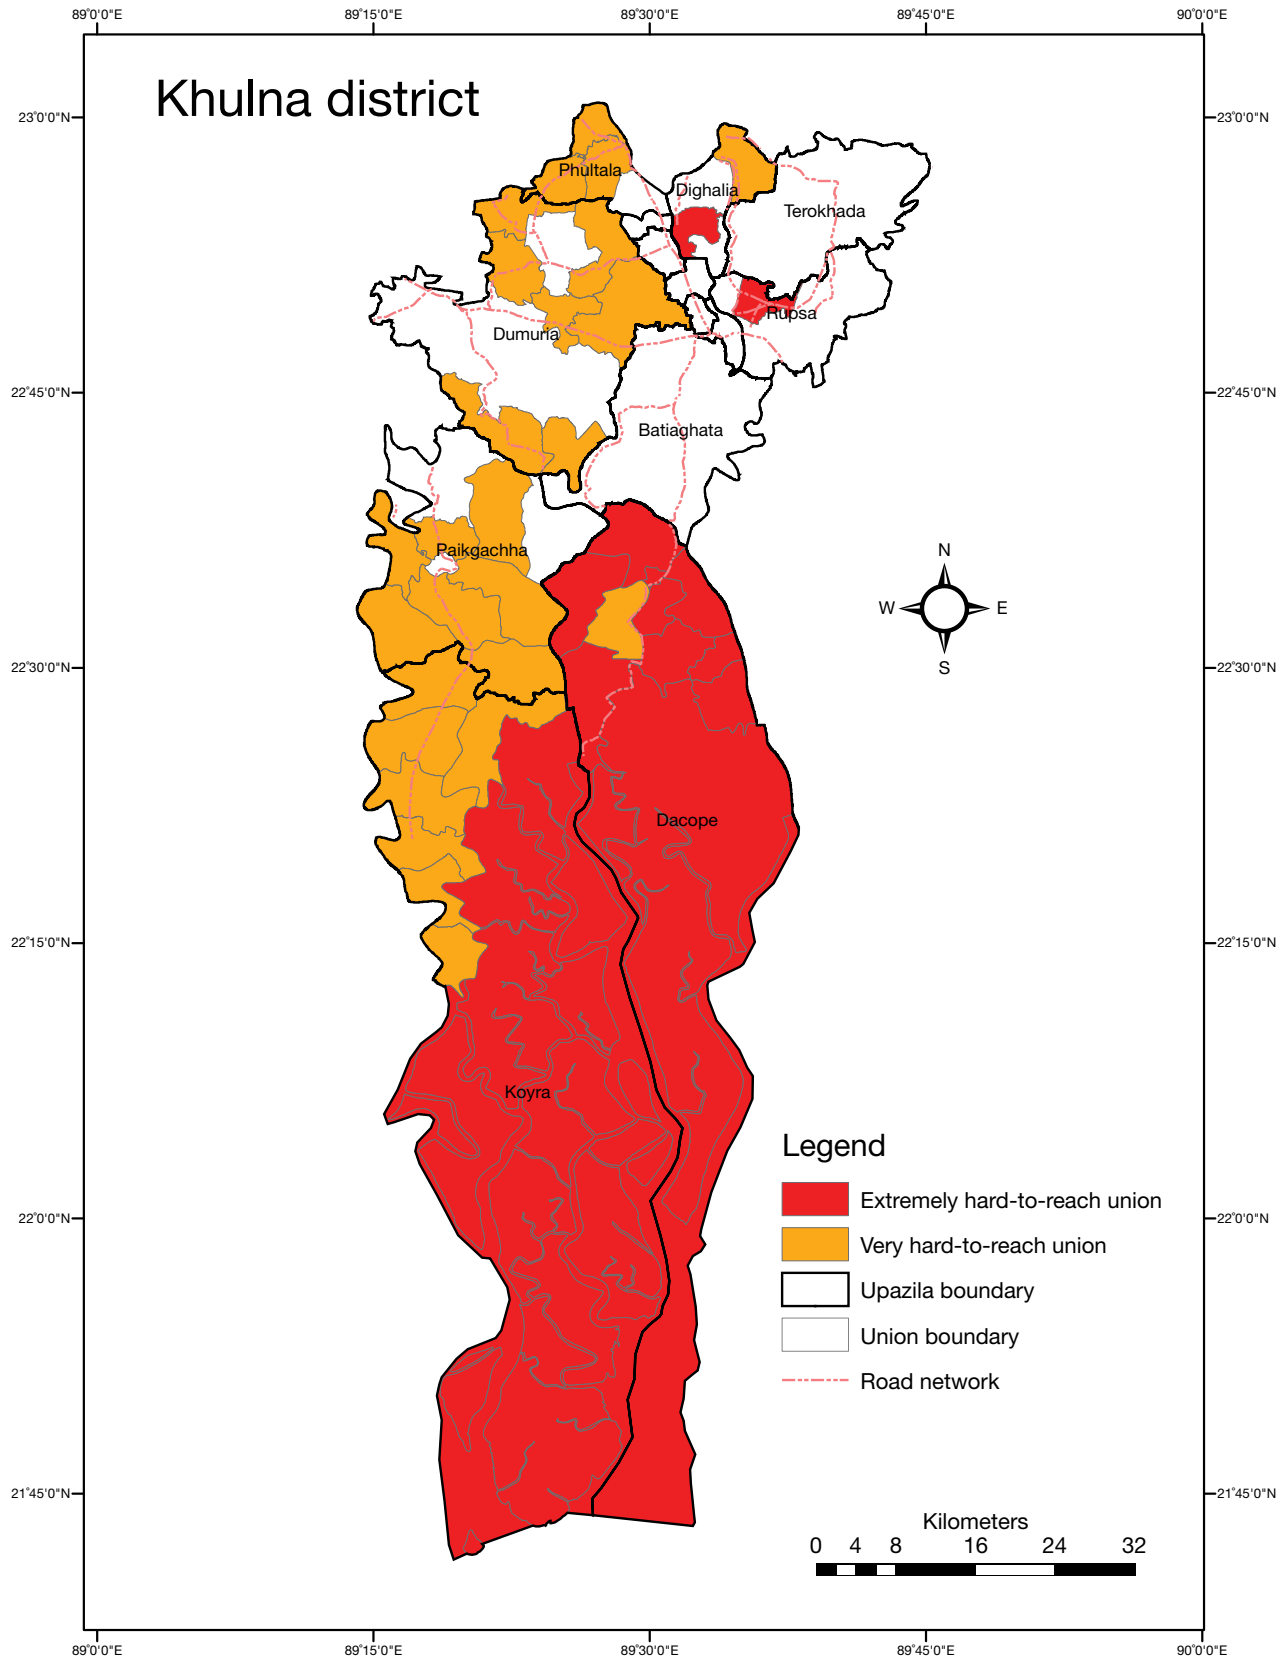 89°0'0"E 89°15'0"E 89°30'0"E 89°45'0"E 90°0'0"E
Khulna district
23°0'0"N 23°0'0"N
Phultala
Dighalia
Terokhada
Rupsa
Dumuria
22°45'0"N 22°45'0"N
Batiaghata
Paikgachha
N
W E
S
22°30'0"N 22°30'0"N
Dacope
22°15'0"N 22°15'0"N
Koyra
Legend
Extremely hard-to-reach union
22°0'0"N 22°0'0"N
Very hard-to-reach union
Upazila boundary
Union boundary
Road network
21°45'0"N 21°45'0"N
Kilometers
0 4 8 16 24 32
89°0'0"E 89°15'0"E 89°30'0"E 89°45'0"E 90°0'0"E